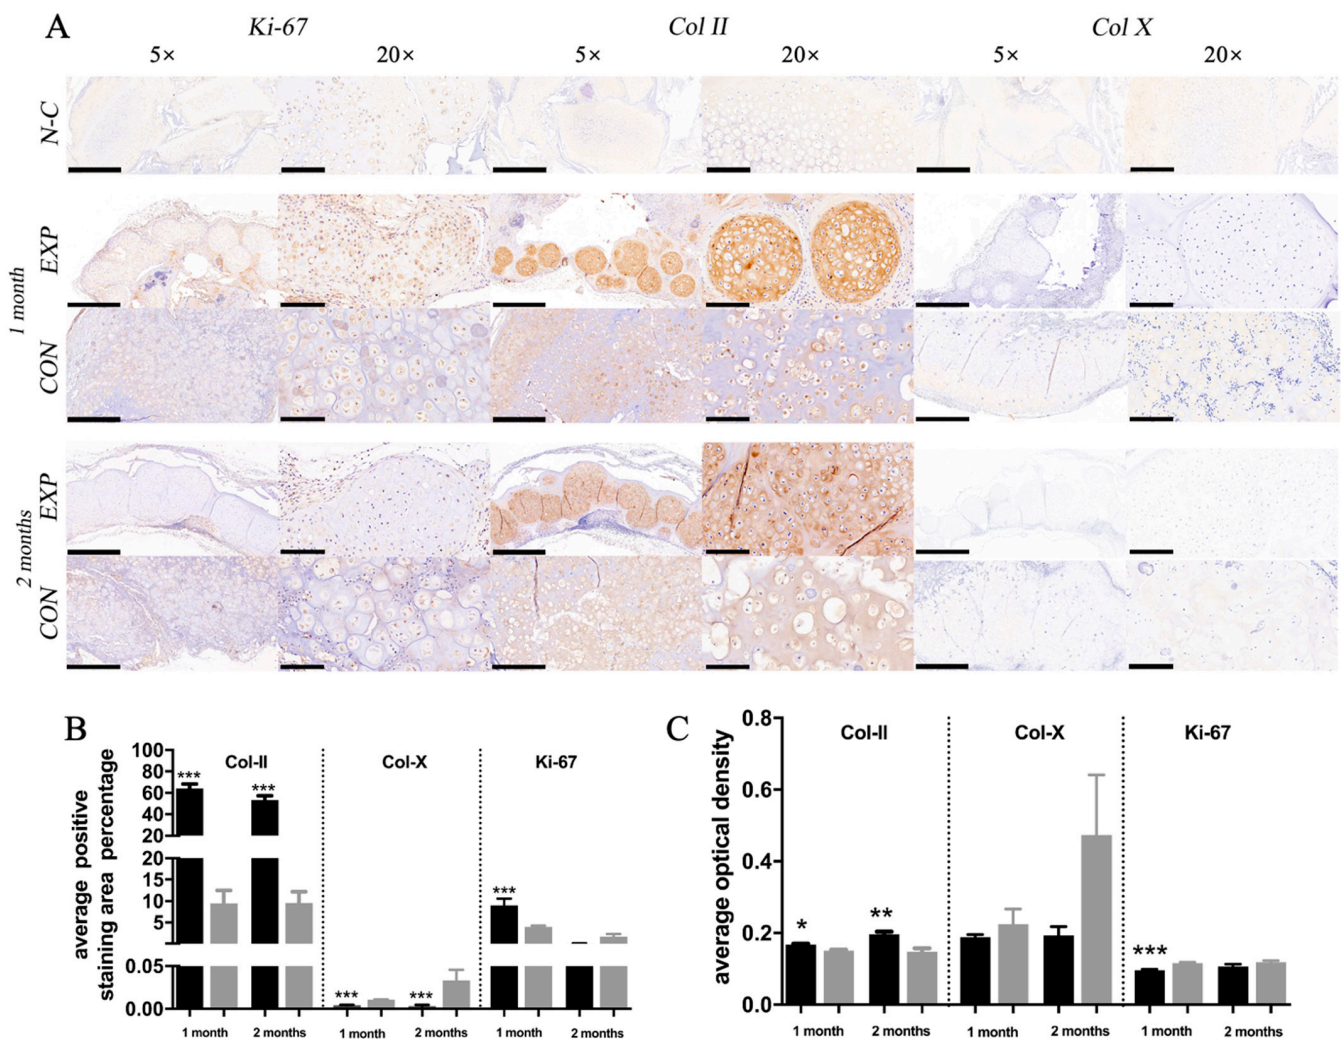 A
Ki-67 Col II Col X
5× 20× 5× 20× 5× 20×
N-C
1 month
EXP
CON
2 months
EXP
CON
B
average positive
staining area percentage
100
80
60
40
20
20
15
10
5
0.05
0.00
Col-II Col-X Ki-67
*** *** *** *** ***
1 month 2 months 1 month 2 months 1 month 2 months
C
average optical density
0.8
0.6
0.4
0.2
0.0
Col-II Col-X Ki-67
* ** ***
1 month 2 months 1 month 2 months 1 month 2 months